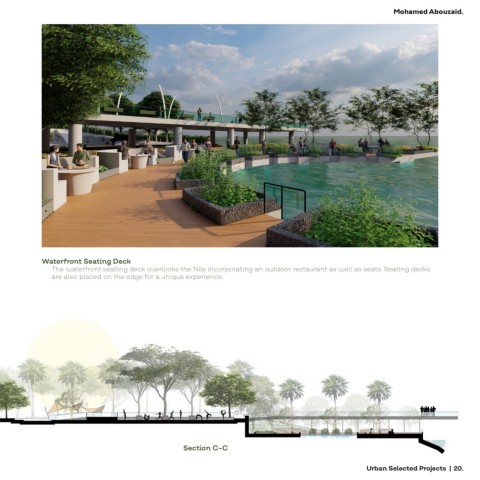 Mohamed Abouzaid.
Waterfront Seating Deck
The waterfront seating deck overlooks the Nile incorporating an outdoor restaurant as well as seats. Seating decks
are also placed on the edge for a unique experience.
Section C-C
Urban Selected Projects | 20.